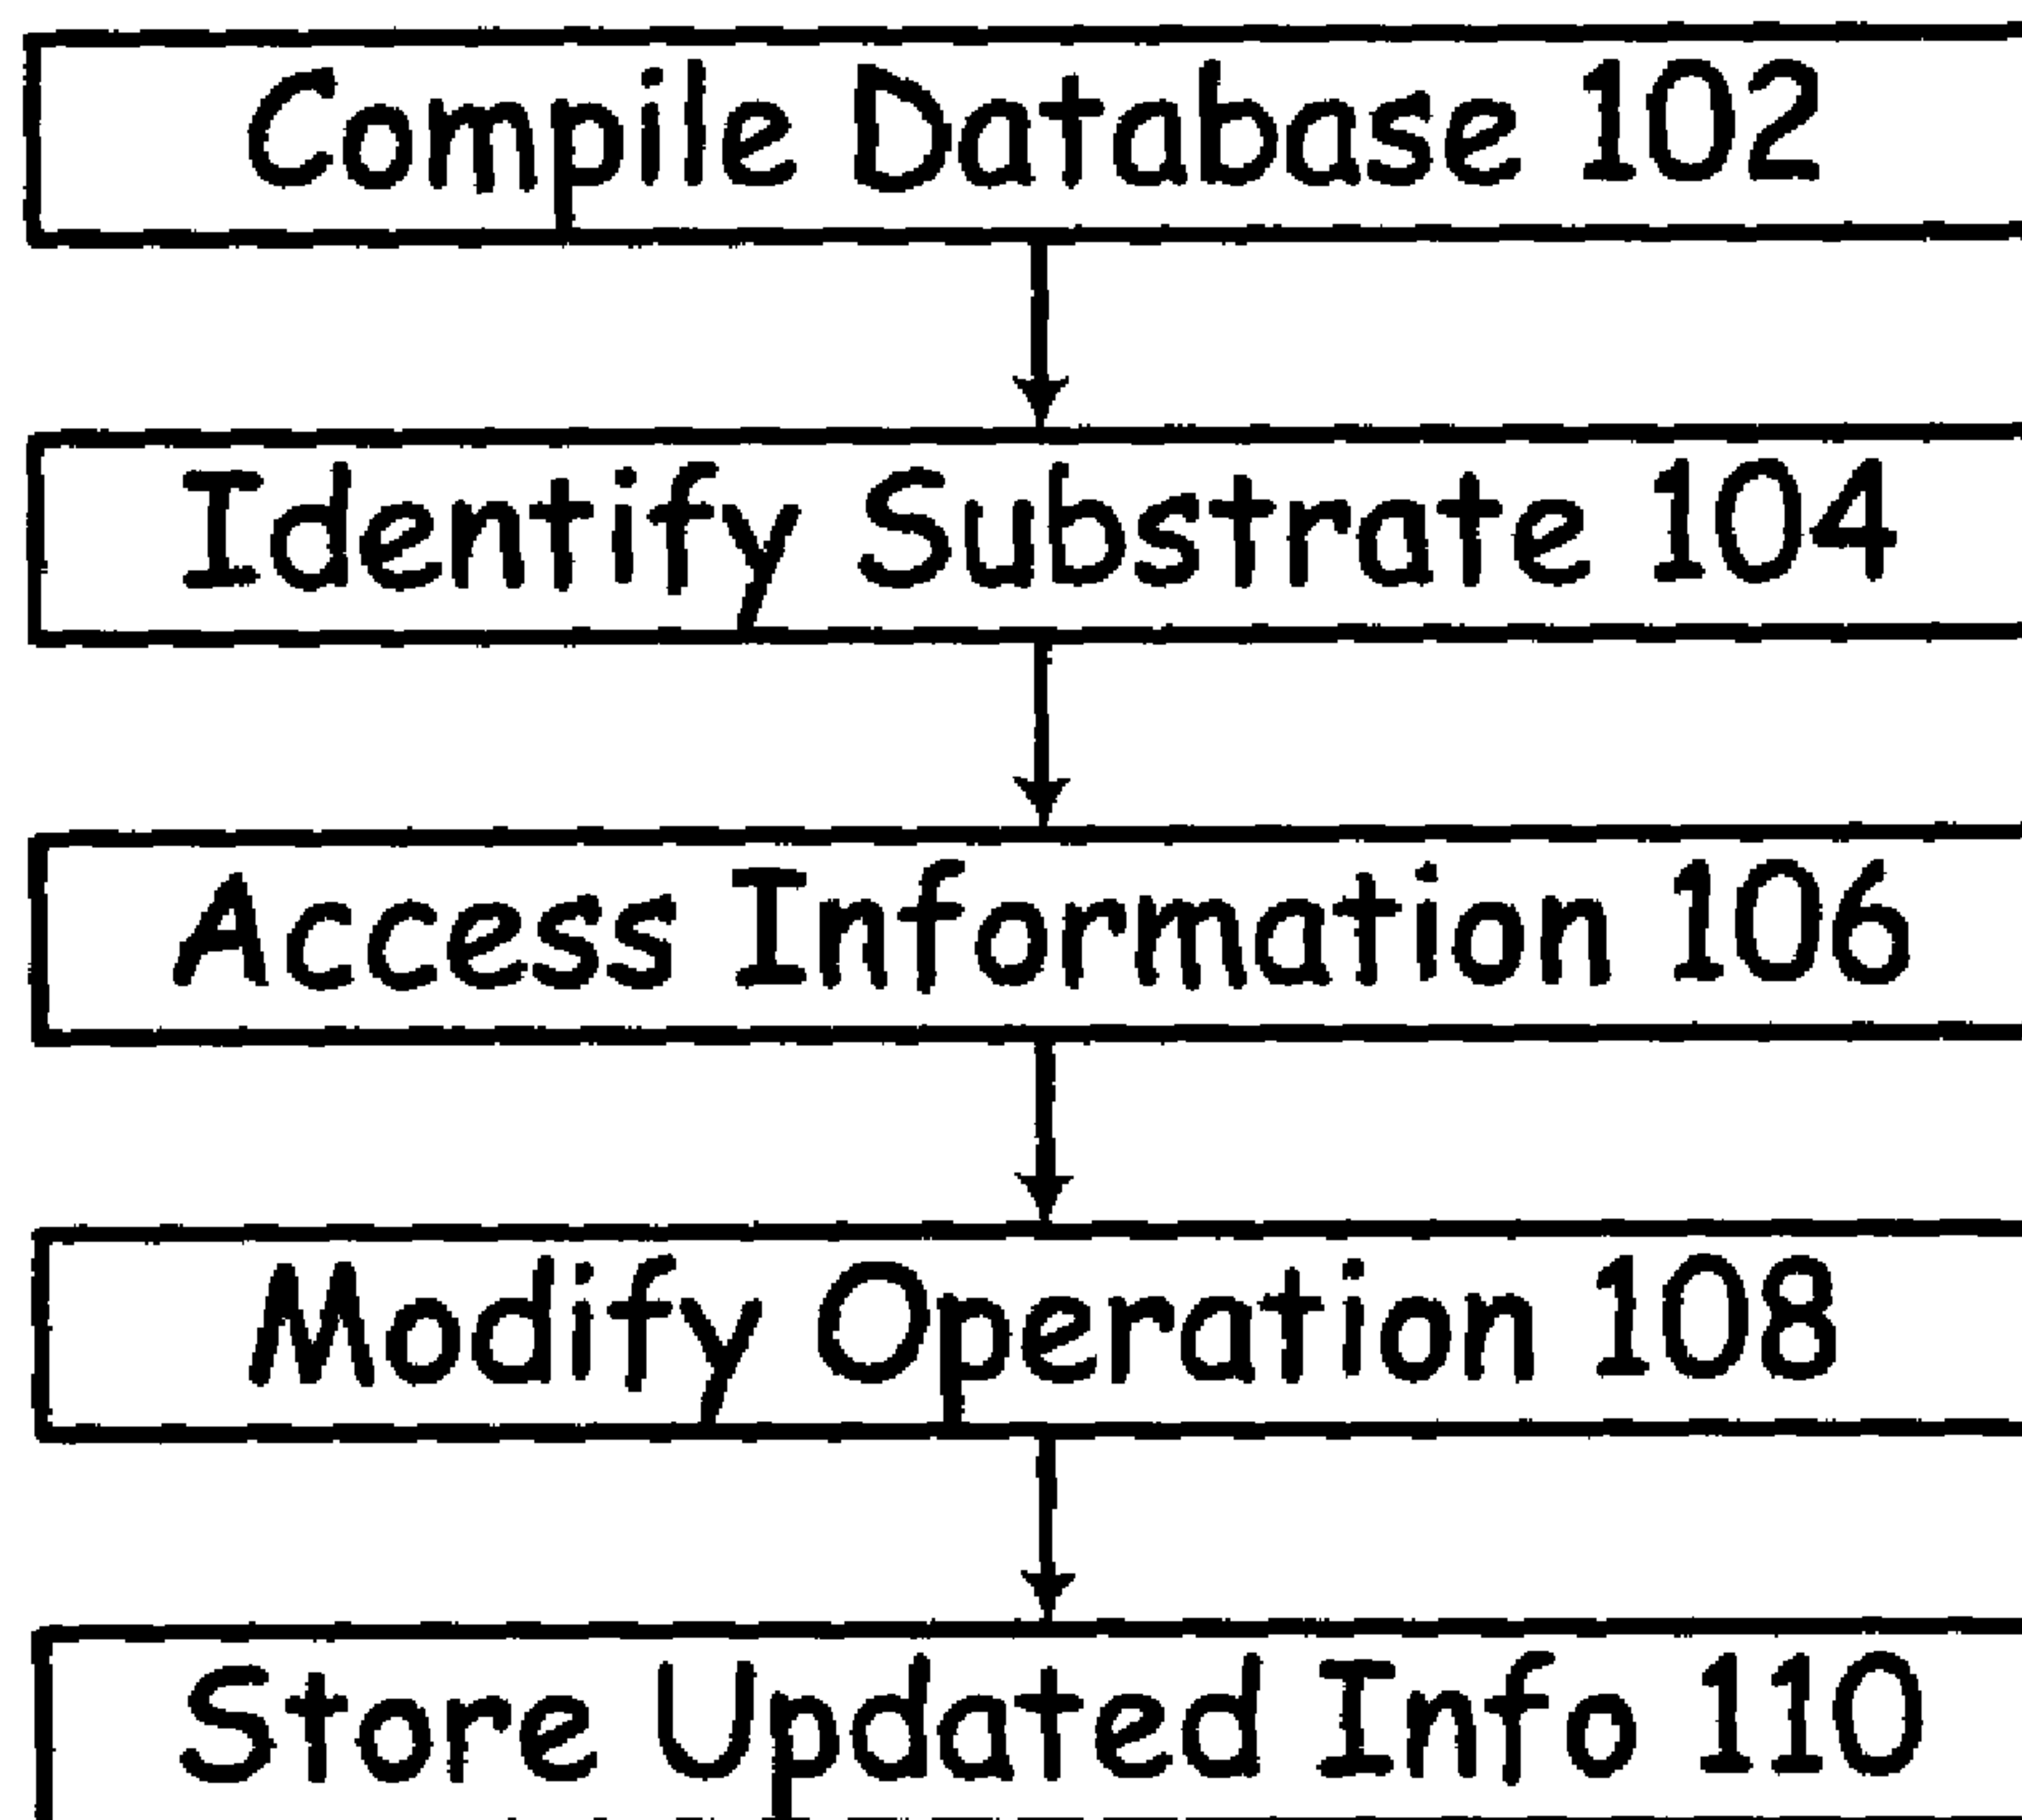 Compile Database 102
Identify Substrate 104
Access Information 106
Modify Operation 108
Store Updated Info 110